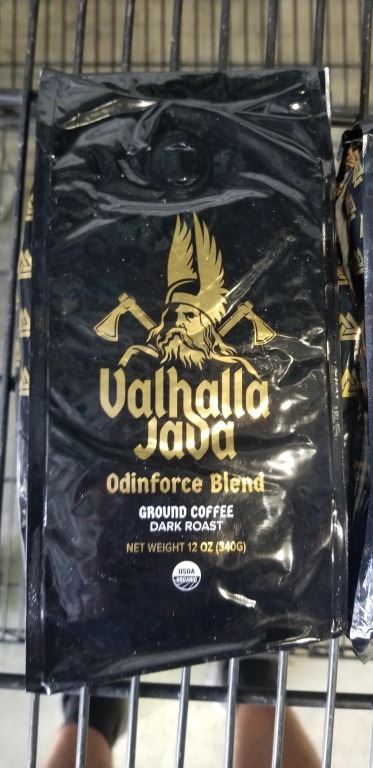 Valhalla
Java
Odinforce Blend
GROUND COFFEE
DARK ROAST
NET WEIGHT 12 OZ (340G)
USDA
ORGANIC